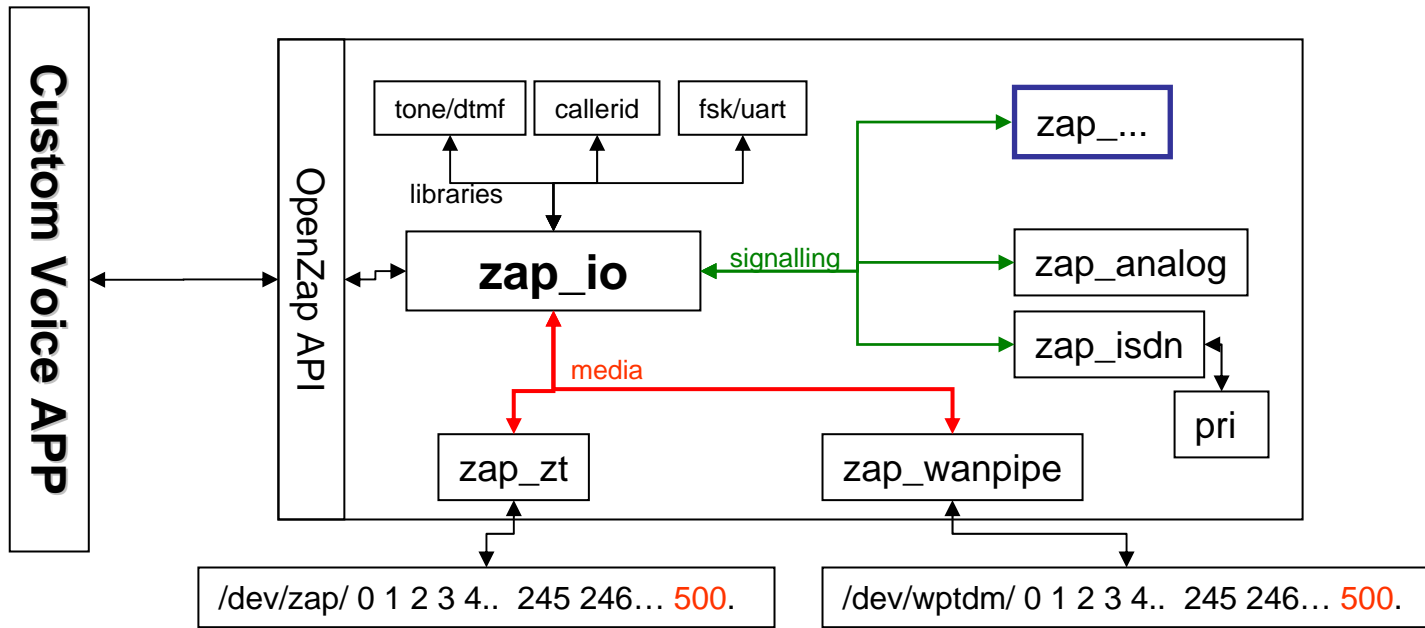 Custom Voice APP
OpenZap API
tone/dtmf
callerid
fsk/uart
libraries
zap_io
signalling
zap_...
zap_analog
zap_isdn
pri
media
zap_zt
zap_wanpipe
/dev/zap/ 0 1 2 3 4..  245 246… 500.
/dev/wptdm/ 0 1 2 3 4..  245 246… 500.